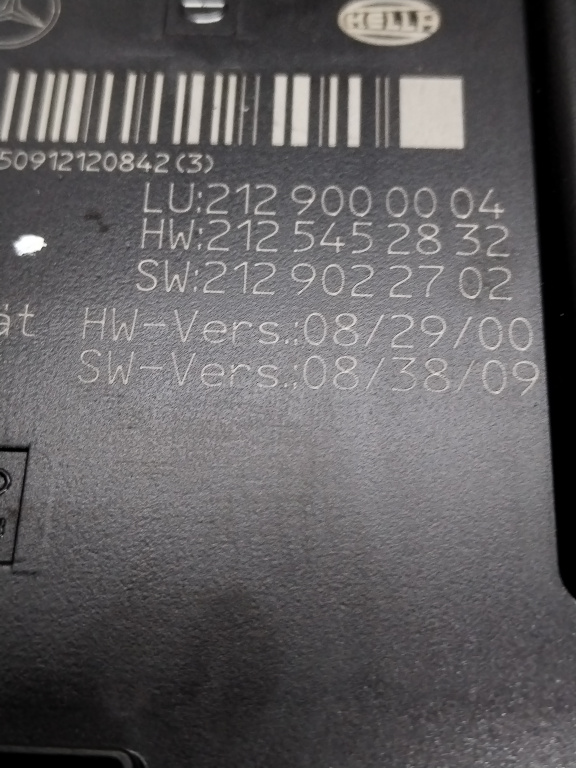 HELLA
50912120842(3)
LU:212 900 00 04
HW:212 545 28 32
SW:212 902 27 02
ät HW-Vers.:08/29/00
SW-Vers.:08/38/09